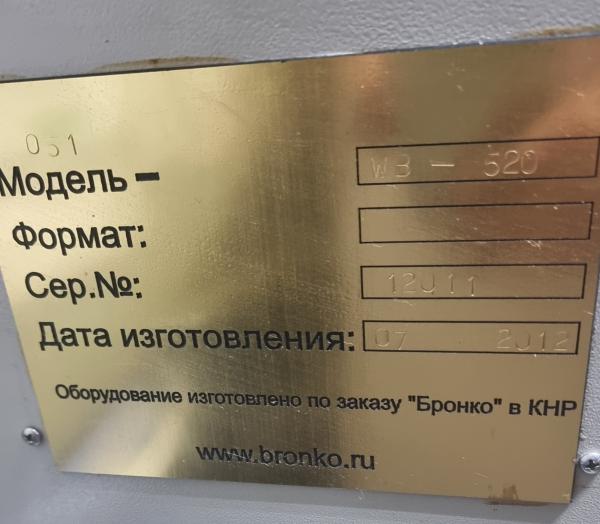 051
Модель- WB - 520
Формат:
Сер.№: 12J11
Дата изготовления: 07 2012
Оборудование изготовлено по заказу "Бронко" в КНР
www.bronko.ru